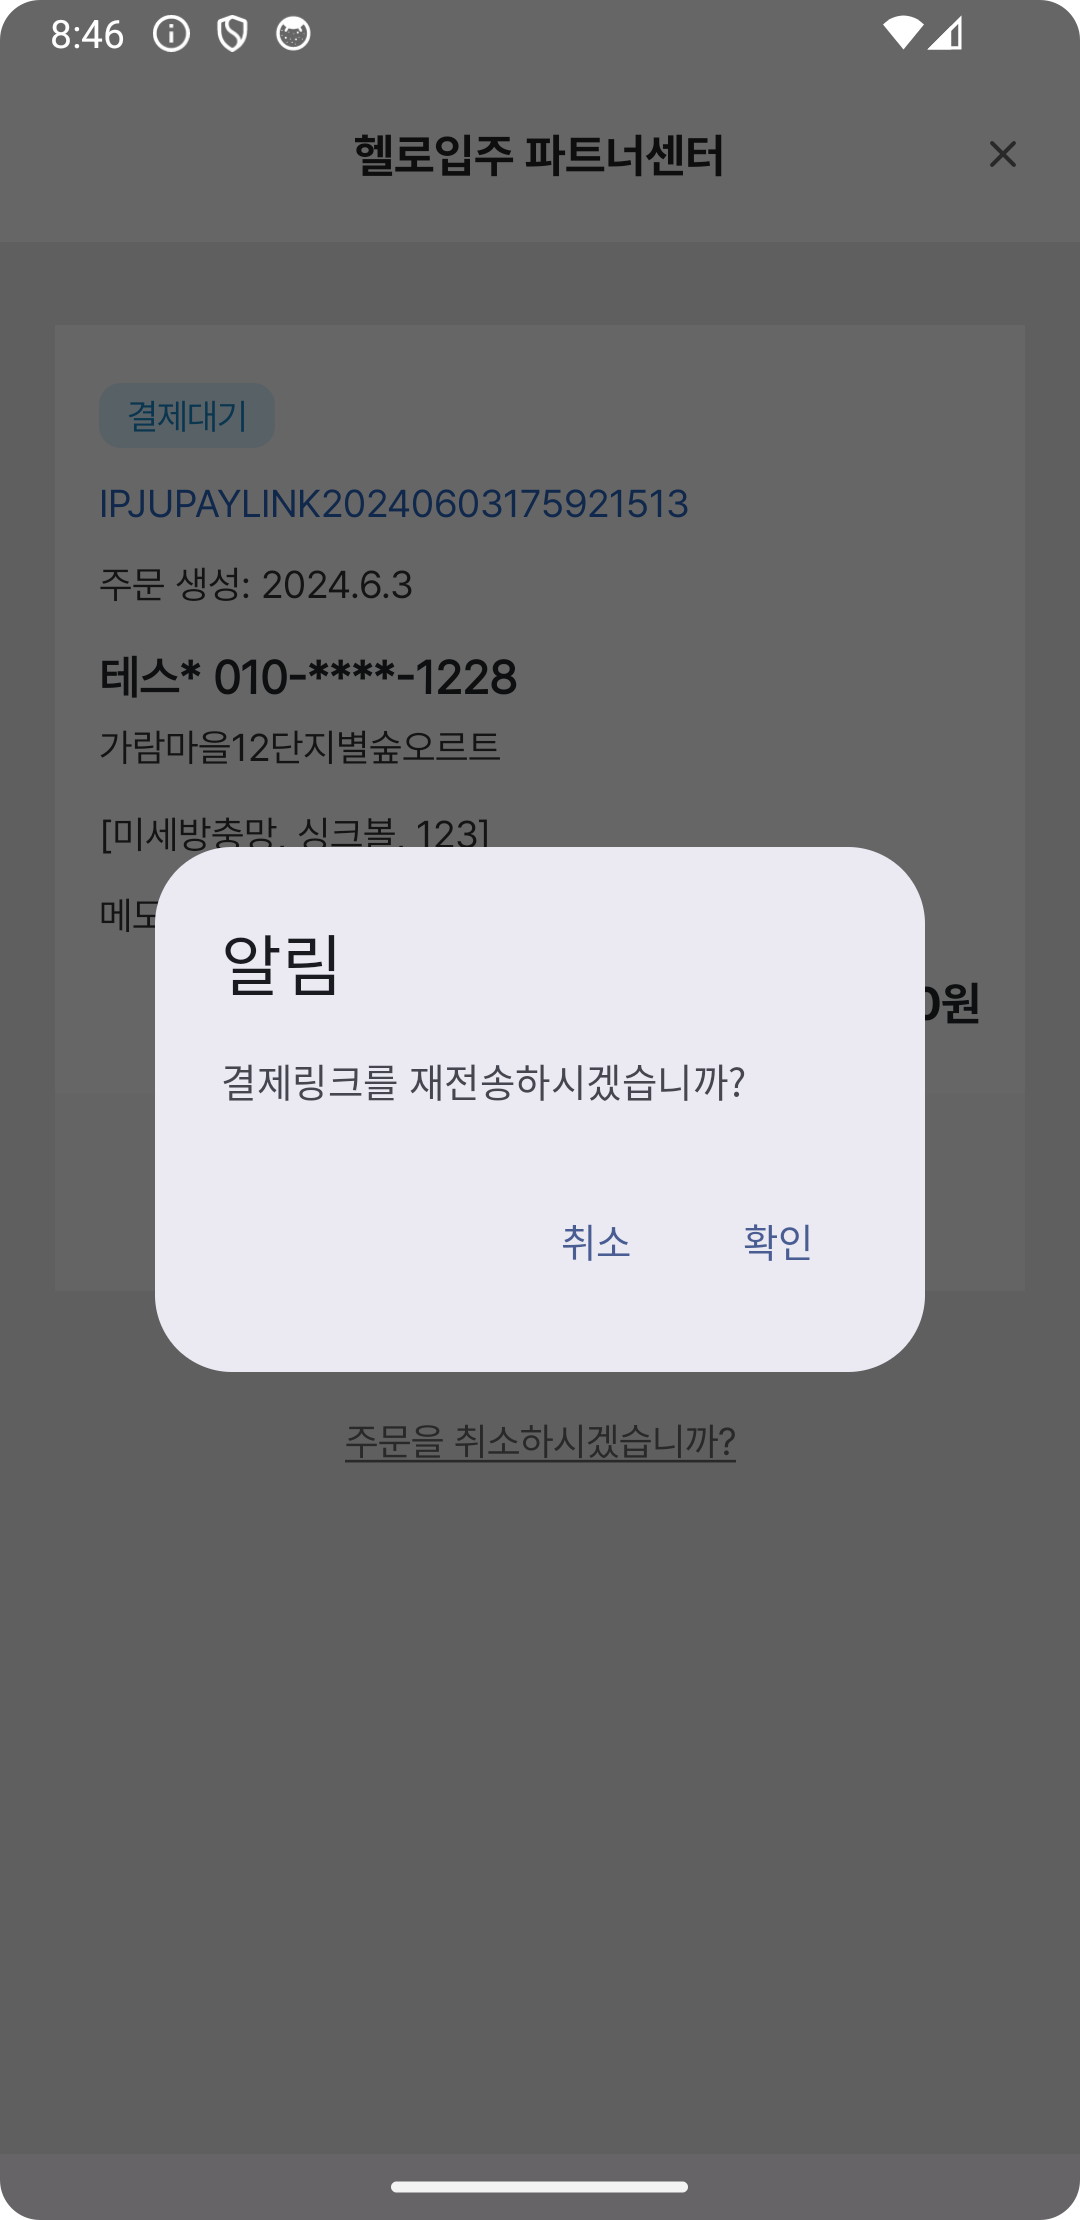 8:46
헬로입주 파트너센터
결제대기
IPJUPAYLINK20240603175921513
주문 생성: 2024.6.3
테스* 010-****-1228
가람마을12단지별숲오르트
[미세방충망, 싱크볼, 123]
0원
알림
결제링크를 재전송하시겠습니까?
취소 확인
주문을 취소하시겠습니까?